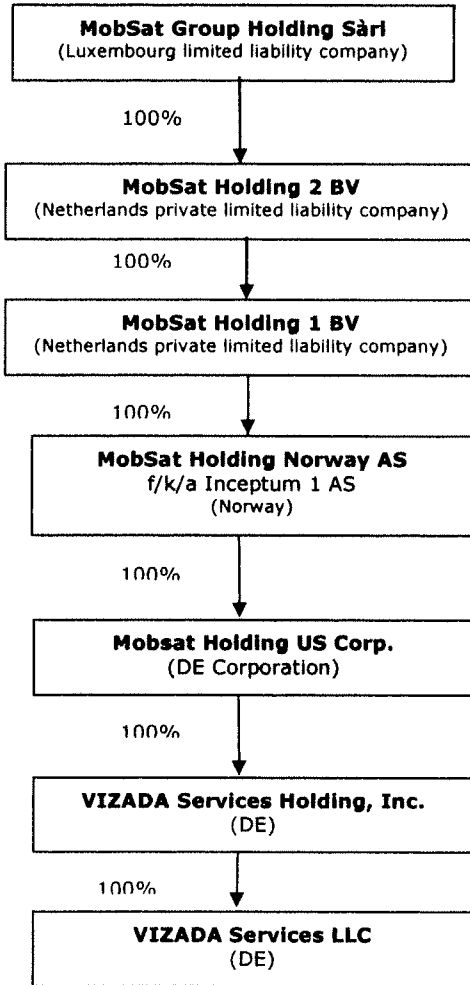 MobSat Group Holding Sàrl
(Luxembourg limited liability company)
100%
MobSat Holding 2 BV
(Netherlands private limited liability company)
100%
MobSat Holding 1 BV
(Netherlands private limited liability company)
100%
MobSat Holding Norway AS
f/k/a Inceptum 1 AS
(Norway)
100%
Mobsat Holding US Corp.
(DE Corporation)
100%
VIZADA Services Holding, Inc.
(DE)
100%
VIZADA Services LLC
(DE)